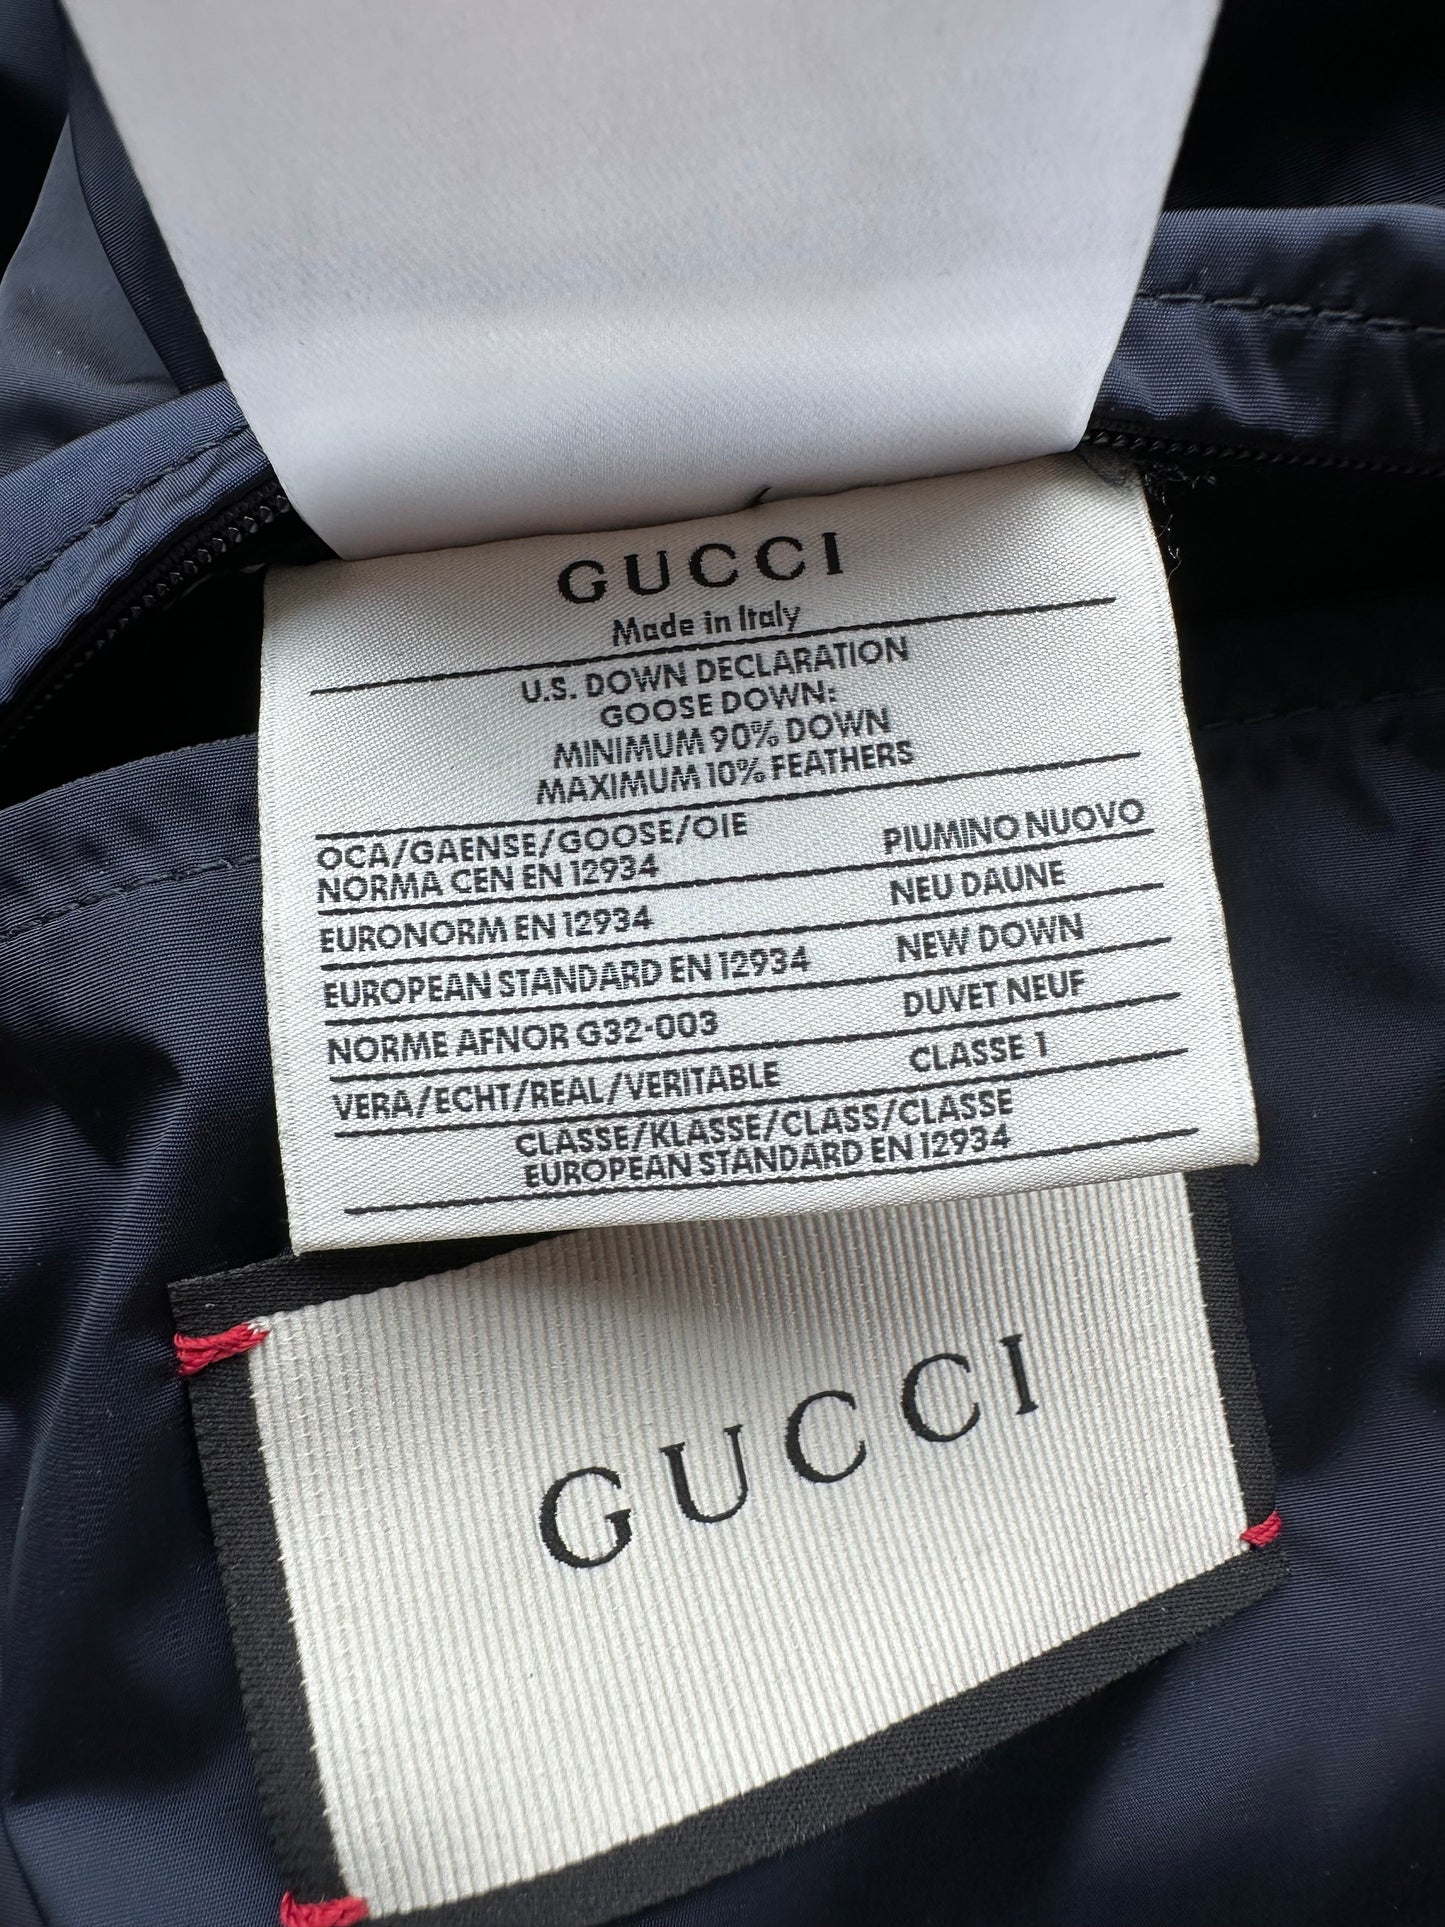 GUCCI
Made in Italy
U.S. DOWN DECLARATION
GOOSE DOWN:
MINIMUM 90% DOWN
MAXIMUM 10% FEATHERS
OCA/GAENSE/GOOSE/OIE
NORMA CEN EN 12934 PIUMINO NUOVO
EURONORM EN 12934 NEU DAUNE
EUROPEAN STANDARD EN 12934 NEW DOWN
NORME AFNOR G32-003 DUVET NEUF
VERA/ECHT/REAL/VERITABLE CLASSE 1
CLASSE/KLASSE/CLASS/CLASSE
EUROPEAN STANDARD EN 12934
GUCCI